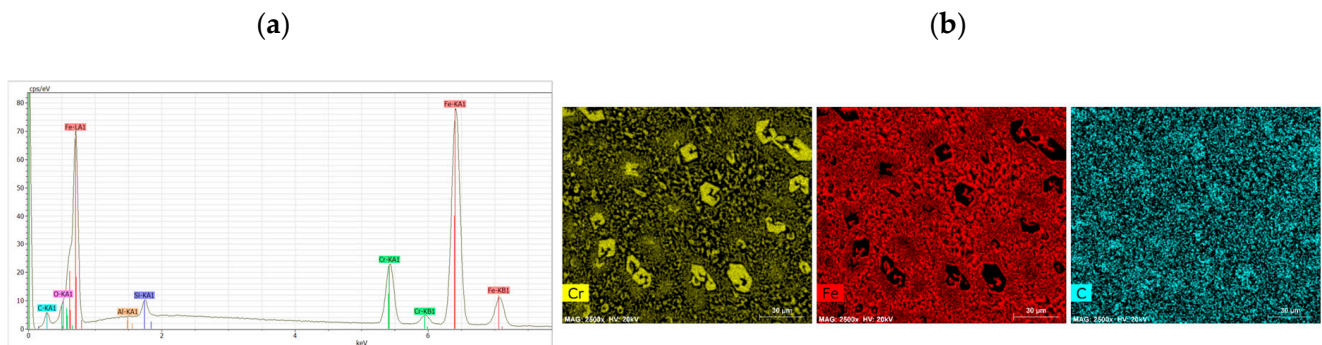 (a)
(b)
cps/eV
80
70
60
50
40
30
20
10
0
Fe-LA1
C-KA1
O-KA1
Al-KA1
Si-KA1
Cr-KA1
Cr-KB1
Fe-KA1
Fe-KB1
0 2 4 6
keV
Cr
MAG: 2500x HV: 20kV
30 µm
Fe
MAG: 2500x HV: 20kV
30 µm
C
MAG: 2500x HV: 20kV
30 µm